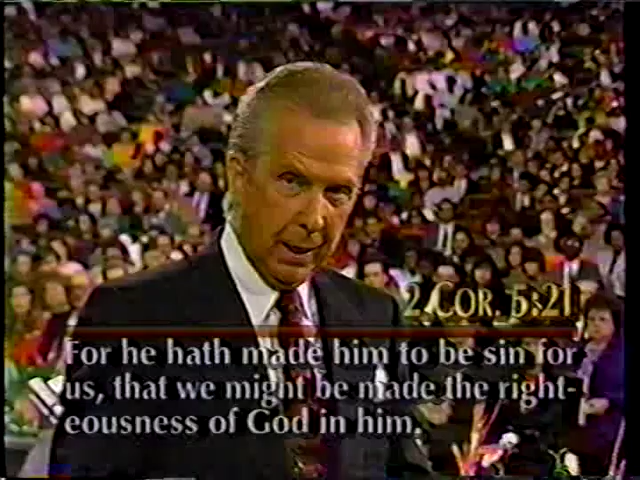 2 COR. 5:21
For he hath made him to be sin for
us, that we might be made the right-
eousness of God in him.